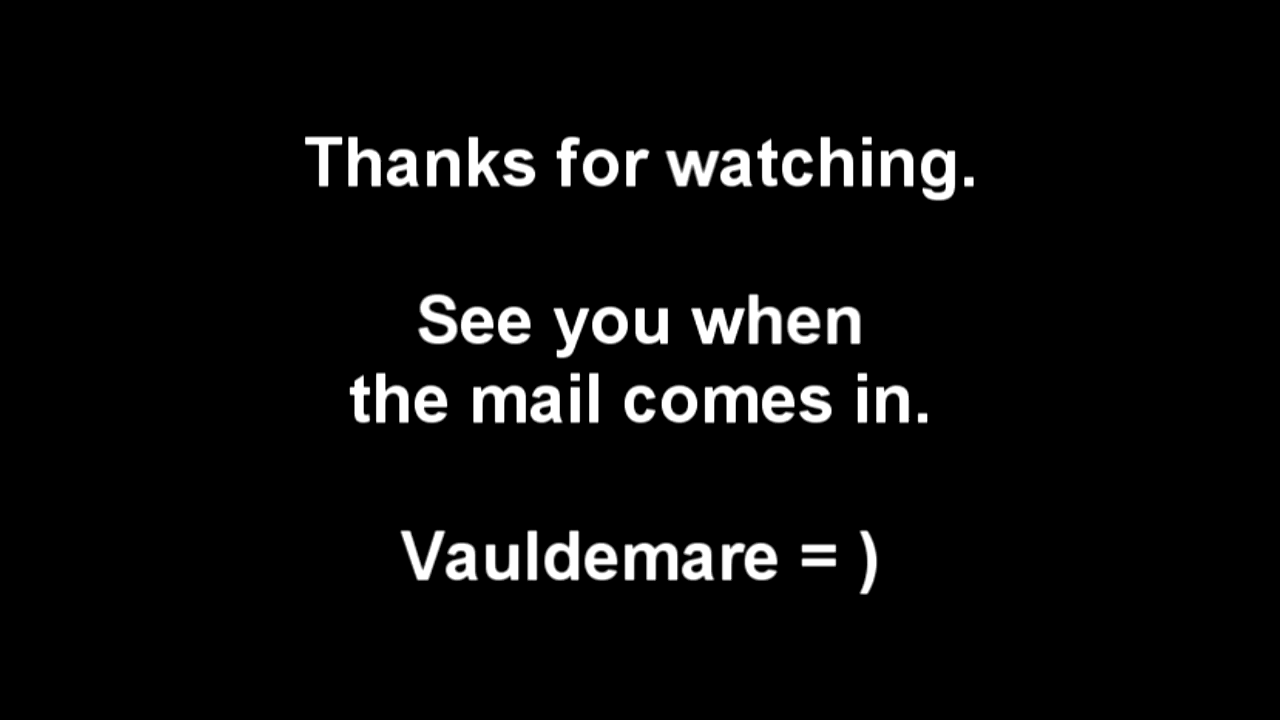 Thanks for watching.
See you when
the mail comes in.
Vauldemare = )